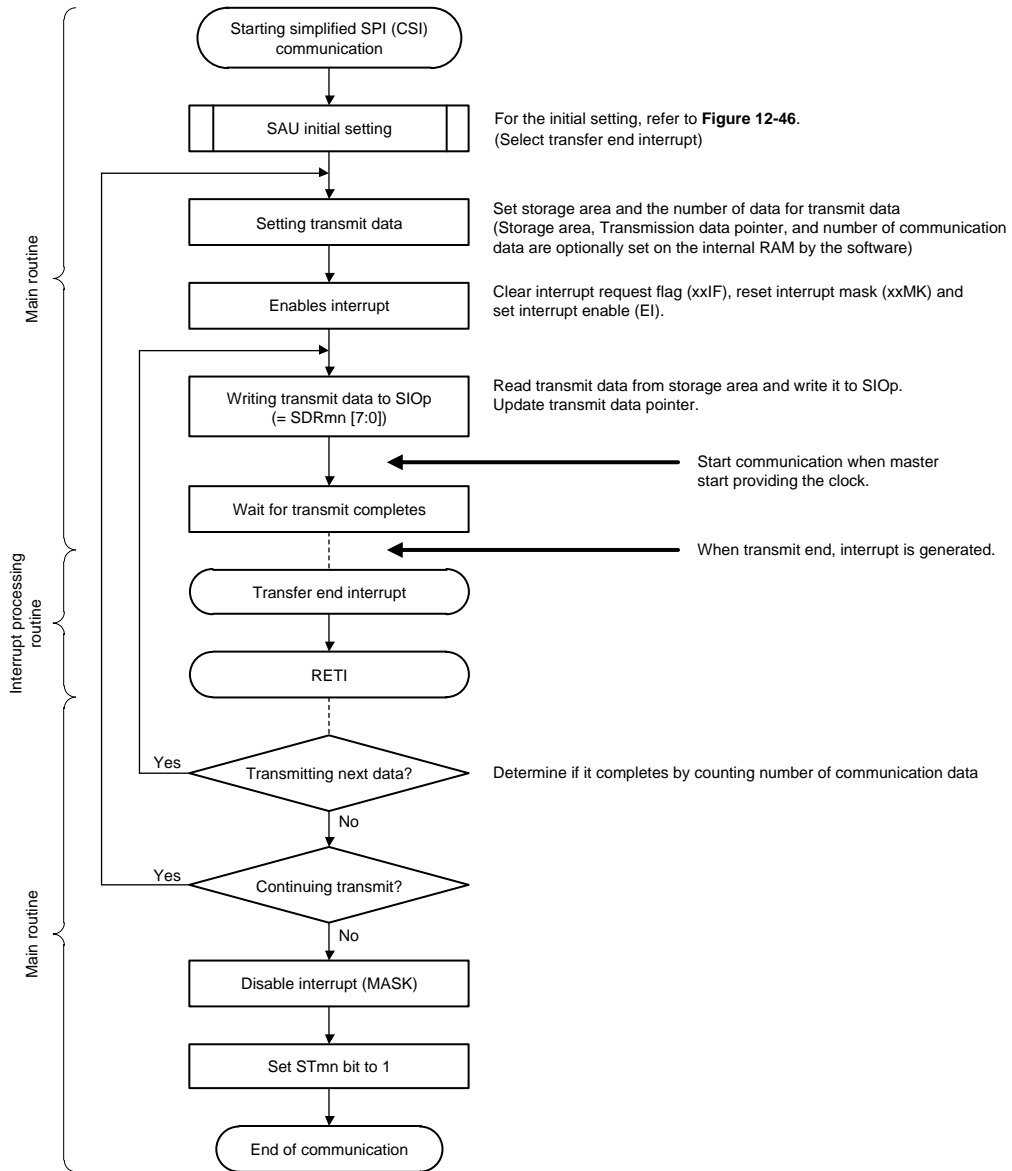 Starting simplified SPI (CSI)
communication
SAU initial setting
For the initial setting, refer to Figure 12-46.
(Select transfer end interrupt)
Setting transmit data
Set storage area and the number of data for transmit data
(Storage area, Transmission data pointer, and number of communication
data are optionally set on the internal RAM by the software)
Main routine
Enables interrupt
Clear interrupt request flag (xxIF), reset interrupt mask (xxMK) and
set interrupt enable (EI).
Writing transmit data to SIOp
(= SDRmn [7:0])
Read transmit data from storage area and write it to SIOp.
Update transmit data pointer.
Start communication when master
start providing the clock.
Wait for transmit completes
When transmit end, interrupt is generated.
Interrupt processing
routine
Transfer end interrupt
RETI
Yes
Transmitting next data?
Determine if it completes by counting number of communication data
No
Yes
Continuing transmit?
No
Main routine
Disable interrupt (MASK)
Set STmn bit to 1
End of communication